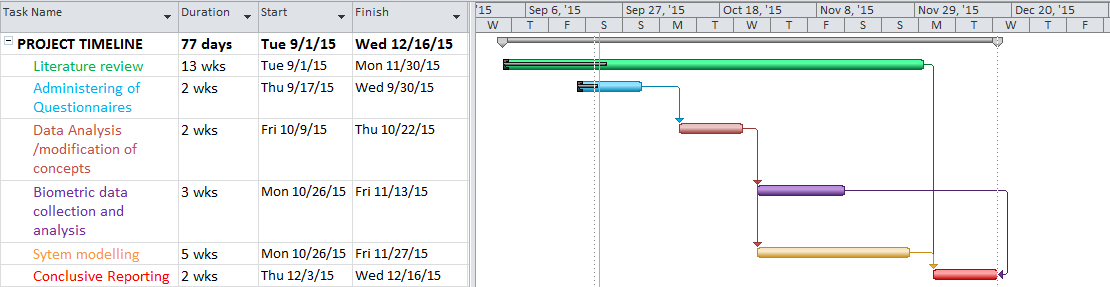 Task Name Duration Start Finish '15 Sep 6, '15 Sep 27, '15 Oct 18, '15 Nov 8, '15 Nov 29, '15 Dec 20, '15
W T F S S M T W T F S S M T W T F
PROJECT TIMELINE 77 days Tue 9/1/15 Wed 12/16/15
Literature review 13 wks Tue 9/1/15 Mon 11/30/15
Administering of 2 wks Thu 9/17/15 Wed 9/30/15
Questionnaires
Data Analysis 2 wks Fri 10/9/15 Thu 10/22/15
/modification of
concepts
Biometric data 3 wks Mon 10/26/15 Fri 11/13/15
collection and
analysis
Sytem modelling 5 wks Mon 10/26/15 Fri 11/27/15
Conclusive Reporting 2 wks Thu 12/3/15 Wed 12/16/15